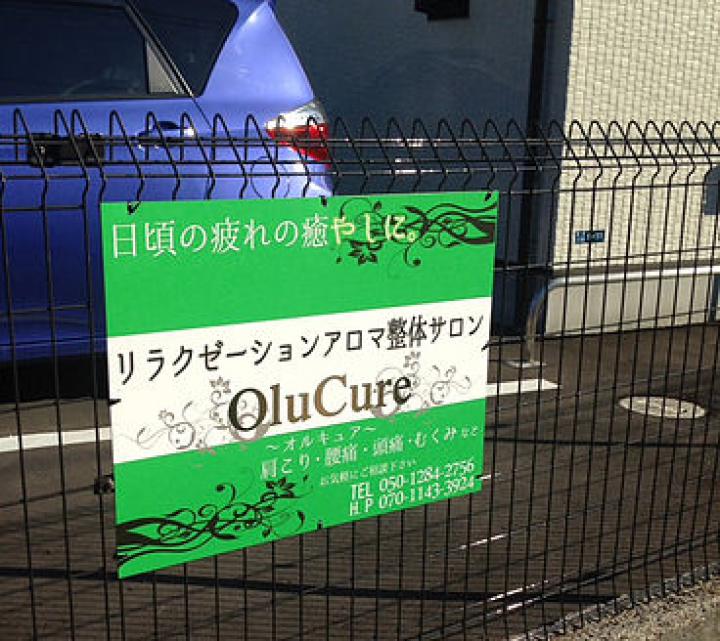 日頃の疲れの癒やしに。
リラクゼーションアロマ整体サロン
OluCure
～オルキュア～
肩こり・腰痛・頭痛・むくみなど
お気軽にご相談下さい
TEL 050-1284-2756
H.P 070-1143-3924